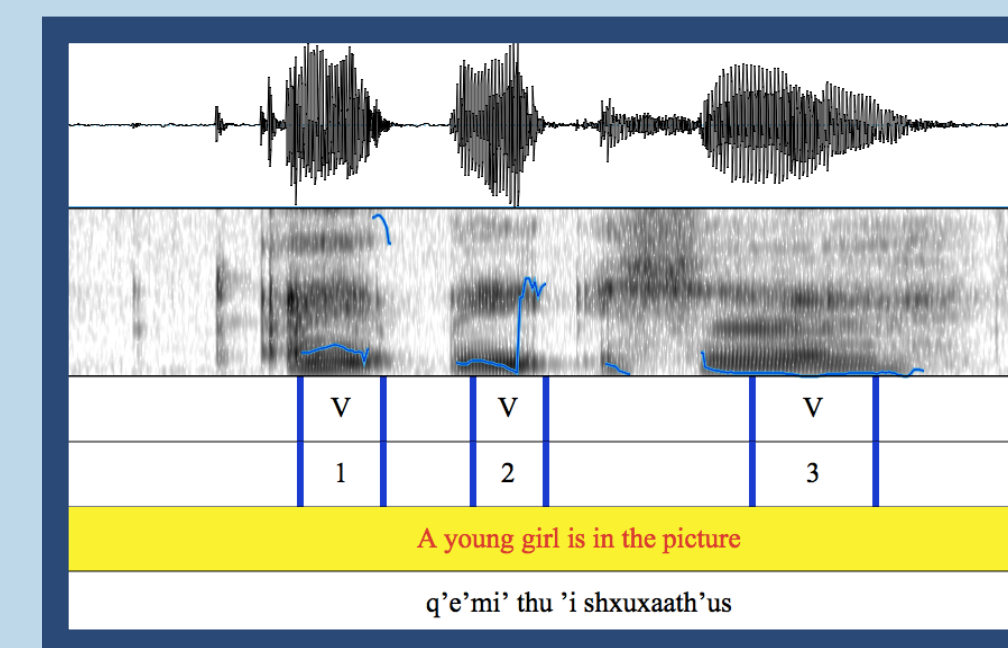 V V V
1 2 3
A young girl is in the picture
q’e’mi’ thu ’i shxuxaath’us